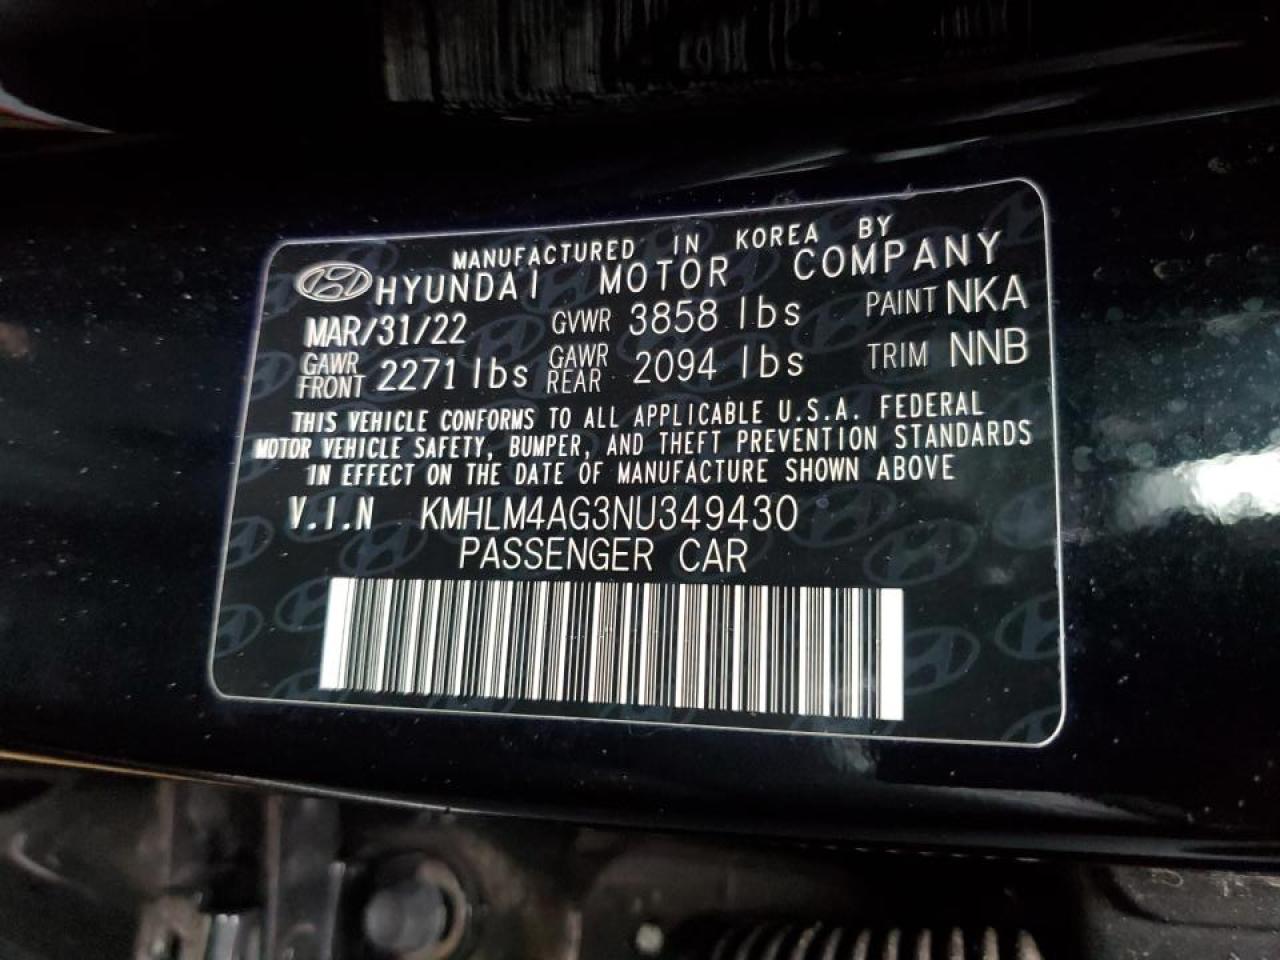 MANUFACTURED IN KOREA BY
HYUNDAI MOTOR COMPANY
MAR/31/22 GVWR 3858 lbs PAINT NKA
GAWR FRONT 2271 lbs GAWR REAR 2094 lbs TRIM NNB
THIS VEHICLE CONFORMS TO ALL APPLICABLE U.S.A. FEDERAL
MOTOR VEHICLE SAFETY, BUMPER, AND THEFT PREVENTION STANDARDS
IN EFFECT ON THE DATE OF MANUFACTURE SHOWN ABOVE
V.I.N KMHLM4AG3NU349430
PASSENGER CAR